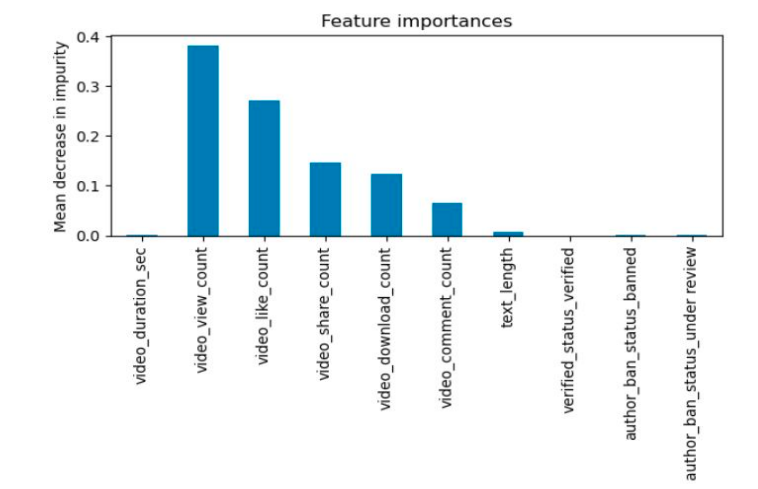 Feature importances
Mean decrease in impurity
0.4
0.3
0.2
0.1
0.0
video_duration_sec
video_view_count
video_like_count
video_share_count
video_download_count
video_comment_count
text_length
verified_status_verified
author_ban_status_banned
author_ban_status_under review